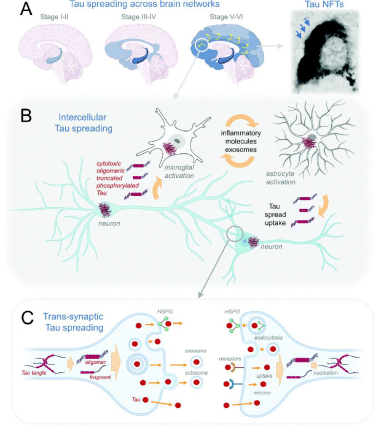 A
Tau spreading across brain networks
Tau NFTs
Stage I-II
Stage III-IV
Stage V-VI
B
Intercellular
Tau spreading
inflammatory
molecules
exosomes
cytotoxic
oligomeric
truncated
phosphorylated
Tau
microglial
activation
astrocyte
activation
Tau
spread
uptake
neuron
neuron
C
Trans-synaptic
Tau spreading
HSPG
HSPG
endocytosis
exosome
ectosome
receptors
uptake
release
oligomer
fragment
Tau tangle
Tau
nucleation